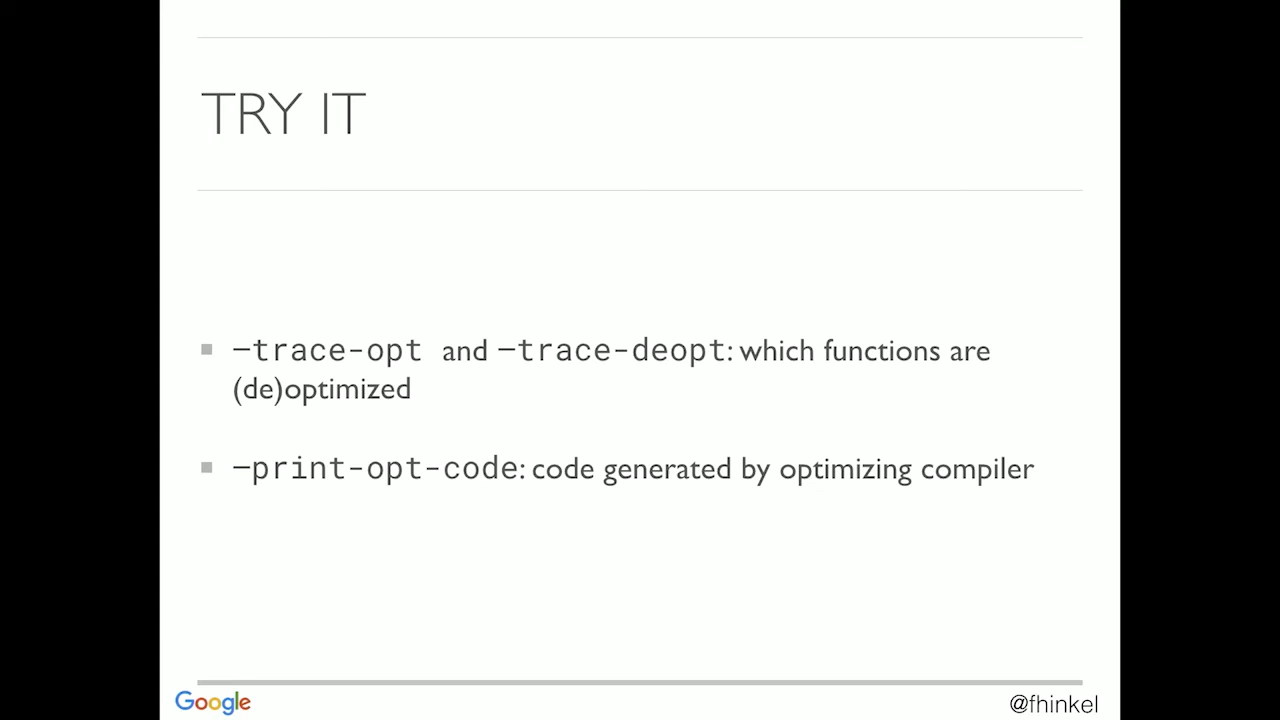 TRY IT
—trace-opt and —trace-deopt: which functions are
(de)optimized
—print-opt-code: code generated by optimizing compiler
Google
@fhinkel